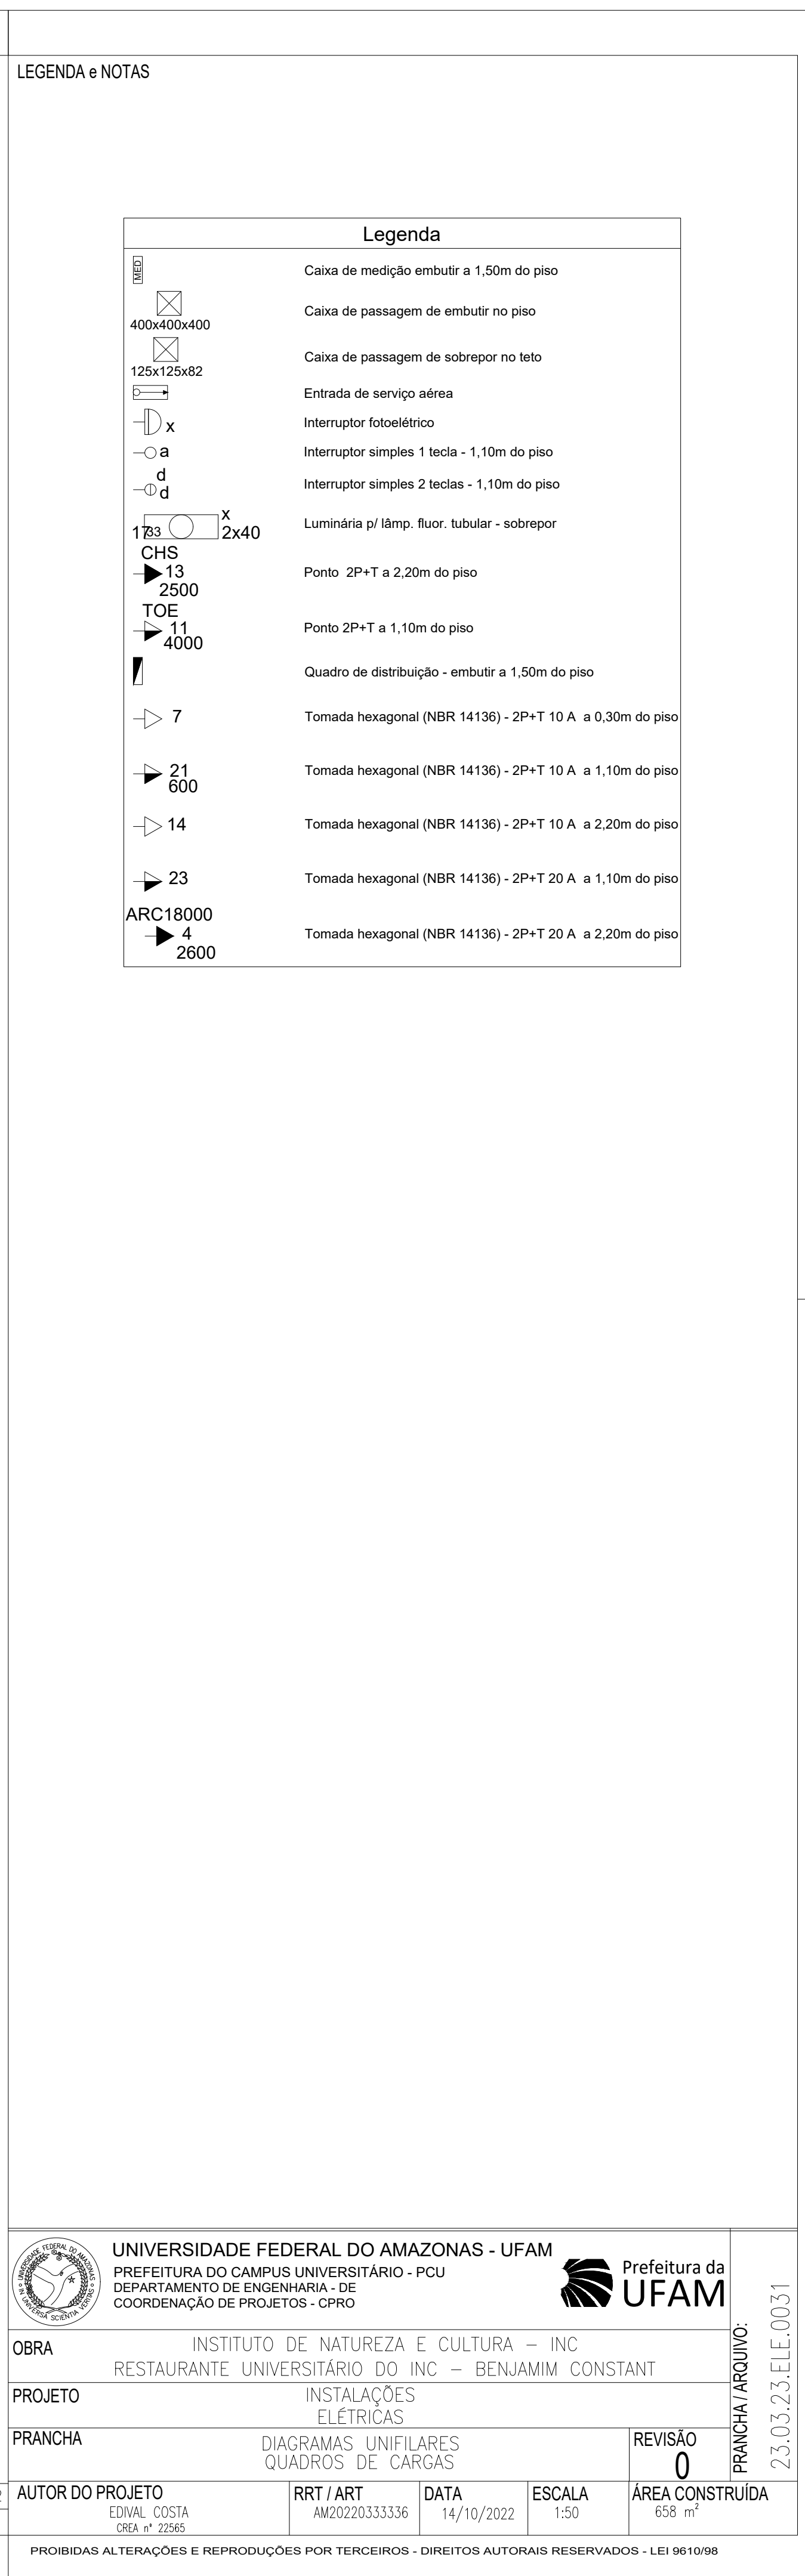 LEGENDA e NOTAS
Legenda
MED
Caixa de medição embutir a 1,50m do piso
400x400x400
Caixa de passagem de embutir no piso
125x125x82
Caixa de passagem de sobrepor no teto
Entrada de serviço aérea
x
Interruptor fotoelétrico
a
Interruptor simples 1 tecla - 1,10m do piso
d
d
Interruptor simples 2 teclas - 1,10m do piso
x
17 33 2x40
Luminária p/ lâmp. fluor. tubular - sobrepor
CHS
13
2500
Ponto 2P+T a 2,20m do piso
TOE
11
4000
Ponto 2P+T a 1,10m do piso
Quadro de distribuição - embutir a 1,50m do piso
7
Tomada hexagonal (NBR 14136) - 2P+T 10 A a 0,30m do piso
21
600
Tomada hexagonal (NBR 14136) - 2P+T 10 A a 1,10m do piso
14
Tomada hexagonal (NBR 14136) - 2P+T 10 A a 2,20m do piso
23
Tomada hexagonal (NBR 14136) - 2P+T 20 A a 1,10m do piso
ARC18000
4
2600
Tomada hexagonal (NBR 14136) - 2P+T 20 A a 2,20m do piso
UNIVERSIDADE FEDERAL DO AMAZONAS
IN UNIVERSA SCIENTIA VERITAS
UNIVERSIDADE FEDERAL DO AMAZONAS - UFAM
PREFEITURA DO CAMPUS UNIVERSITÁRIO - PCU
DEPARTAMENTO DE ENGENHARIA - DE
COORDENAÇÃO DE PROJETOS - CPRO
Prefeitura da
UFAM
OBRA
INSTITUTO DE NATUREZA E CULTURA – INC
RESTAURANTE UNIVERSITÁRIO DO INC – BENJAMIM CONSTANT
PROJETO
INSTALAÇÕES
ELÉTRICAS
PRANCHA
DIAGRAMAS UNIFILARES
QUADROS DE CARGAS
REVISÃO
0
PRANCHA / ARQUIVO:
23.03.23.ELE.0031
AUTOR DO PROJETO
EDIVAL COSTA
CREA n° 22565
RRT / ART
AM20220333336
DATA
14/10/2022
ESCALA
1:50
ÁREA CONSTRUÍDA
658 m²
PROIBIDAS ALTERAÇÕES E REPRODUÇÕES POR TERCEIROS - DIREITOS AUTORAIS RESERVADOS - LEI 9610/98